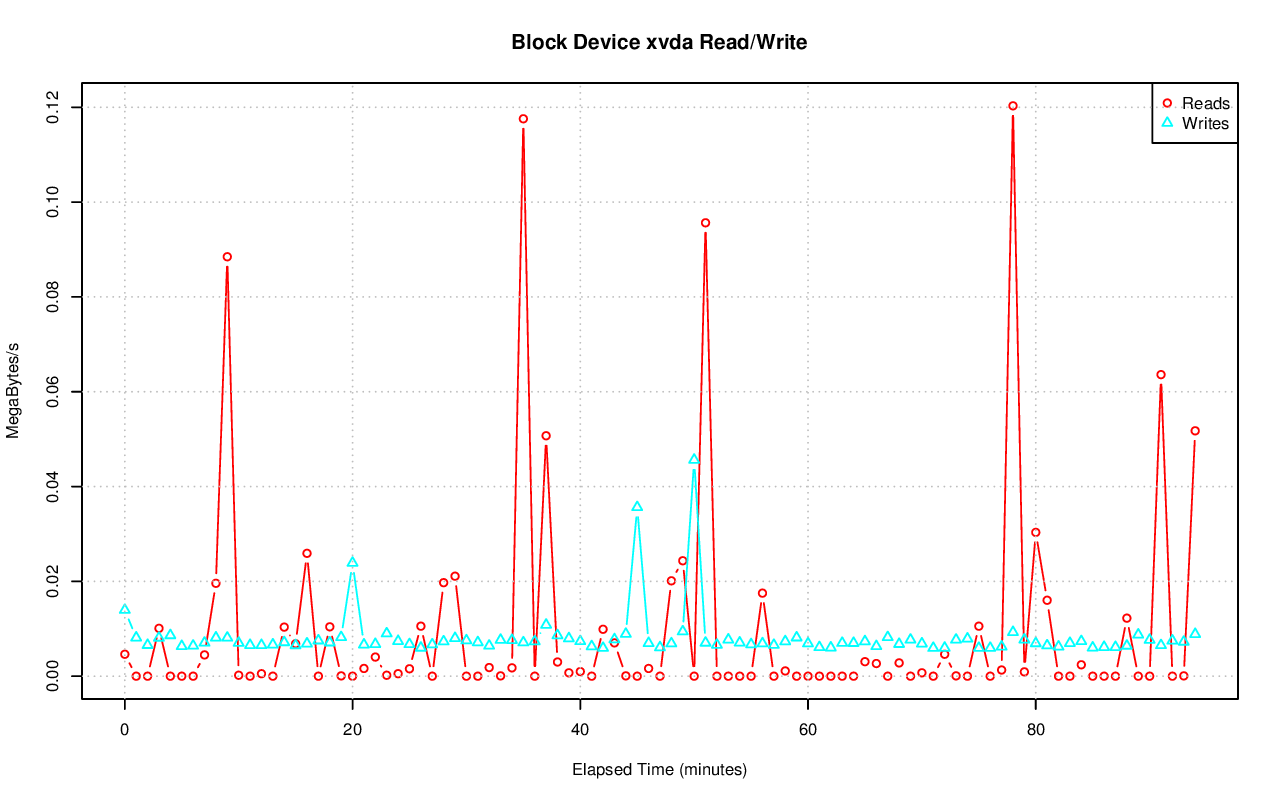 Block Device xvda Read/Write
Reads
Writes
MegaBytes/s
0.12
0.10
0.08
0.06
0.04
0.02
0.00
0 20 40 60 80
Elapsed Time (minutes)